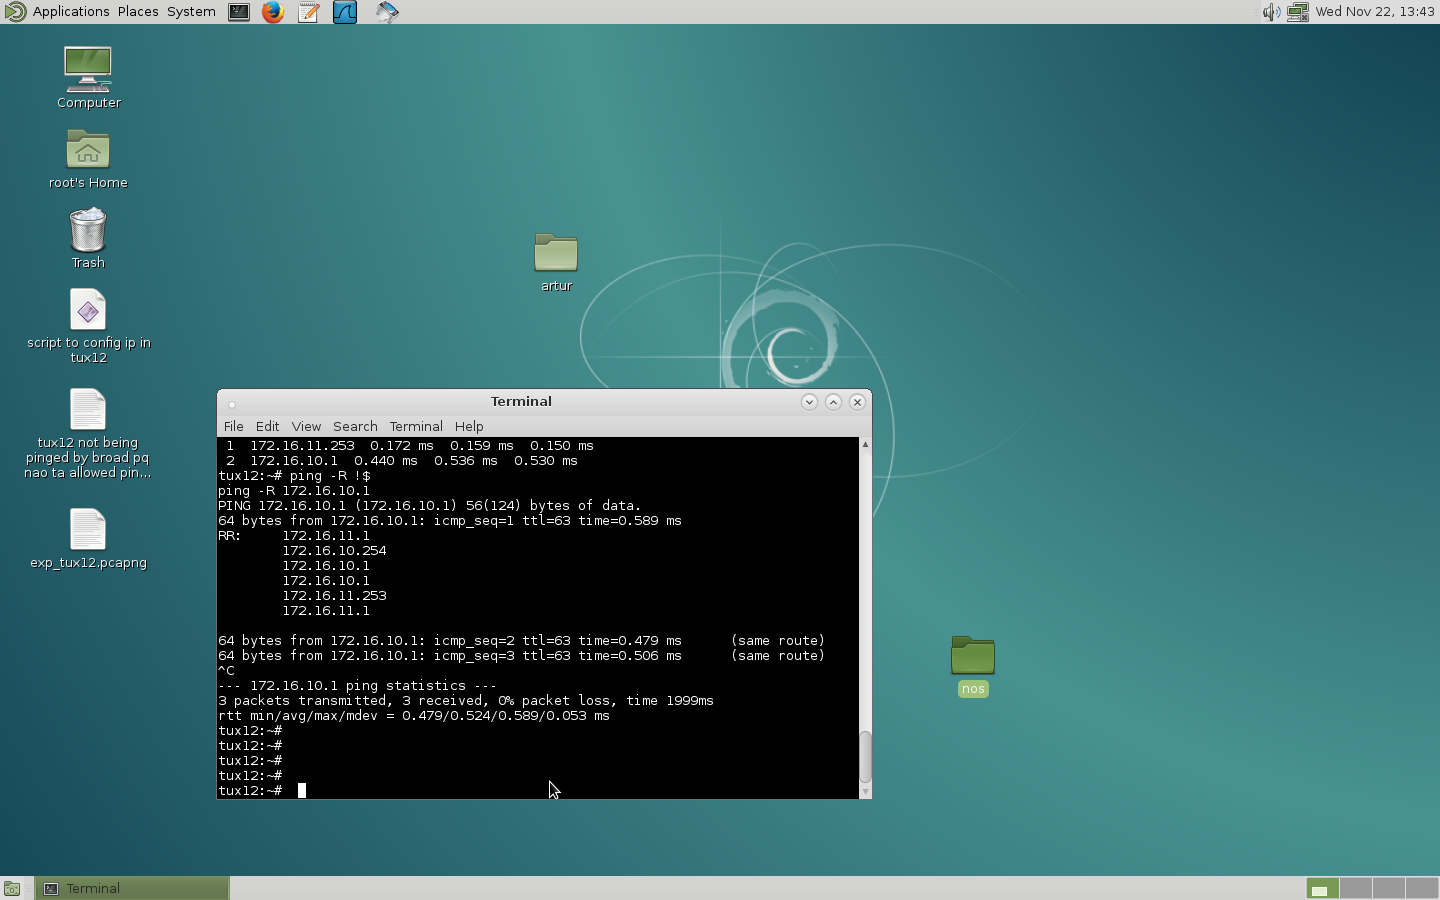 Applications Places System
Wed Nov 22, 13:43
Computer
root's Home
Trash
script to config ip in
tux12
tux12 not being
pinged by broad pq
nao ta allowed pin...
exp_tux12.pcapng
artur
nos
Terminal
File Edit View Search Terminal Help
1  172.16.11.253  0.172 ms  0.159 ms  0.150 ms
2  172.16.10.1  0.440 ms  0.536 ms  0.530 ms
tux12:~# ping -R !$
ping -R 172.16.10.1
PING 172.16.10.1 (172.16.10.1) 56(124) bytes of data.
64 bytes from 172.16.10.1: icmp_seq=1 ttl=63 time=0.589 ms
RR:     172.16.11.1
172.16.10.254
172.16.10.1
172.16.10.1
172.16.11.253
172.16.11.1
64 bytes from 172.16.10.1: icmp_seq=2 ttl=63 time=0.479 ms      (same route)
64 bytes from 172.16.10.1: icmp_seq=3 ttl=63 time=0.506 ms      (same route)
^C
--- 172.16.10.1 ping statistics ---
3 packets transmitted, 3 received, 0% packet loss, time 1999ms
rtt min/avg/max/mdev = 0.479/0.524/0.589/0.053 ms
tux12:~#
tux12:~#
tux12:~#
tux12:~#
tux12:~#
Terminal